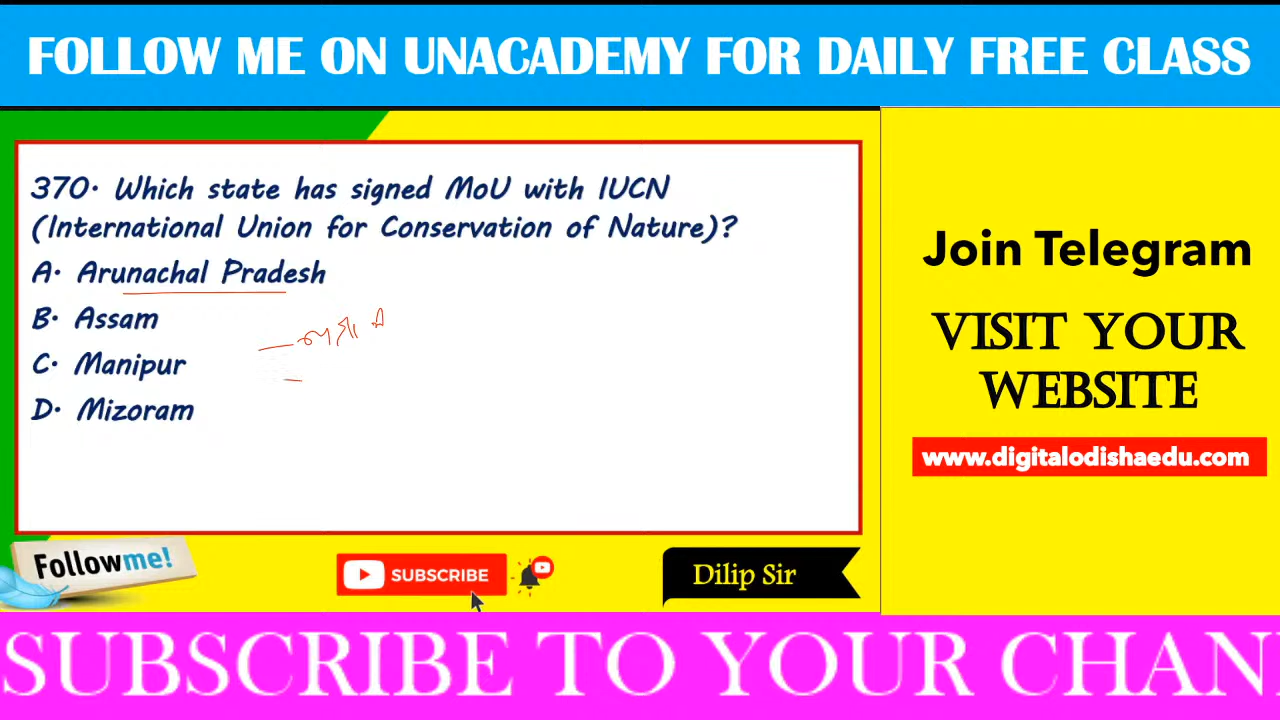 FOLLOW ME ON UNACADEMY FOR DAILY FREE CLASS
370. Which state has signed MoU with IUCN
(International Union for Conservation of Nature)?
A. Arunachal Pradesh
B. Assam
C. Manipur
D. Mizoram
Join Telegram
VISIT YOUR
WEBSITE
www.digitalodishaedu.com
Followme!
SUBSCRIBE
Dilip Sir
SUBSCRIBE TO YOUR CHAN